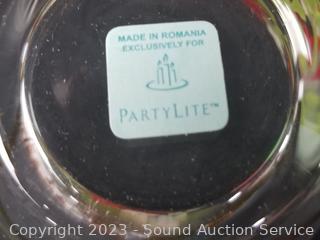 MADE IN ROMANIA
EXCLUSIVELY FOR
PARTYLITE™
Copyright 2023 - Sound Auction Service